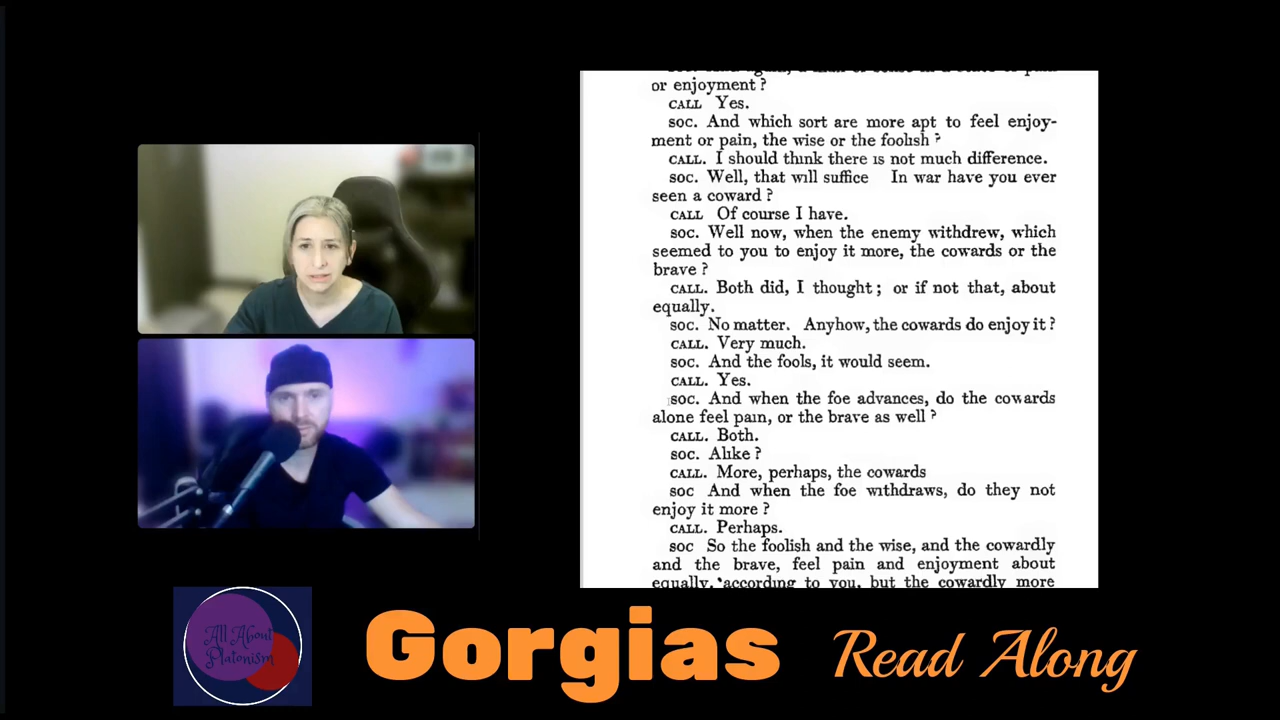 or enjoyment ?
CALL Yes.
SOC. And which sort are more apt to feel enjoy-
ment or pain, the wise or the foolish ?
CALL. I should think there is not much difference.
SOC. Well, that will suffice In war have you ever
seen a coward ?
CALL Of course I have.
SOC. Well now, when the enemy withdrew, which
seemed to you to enjoy it more, the cowards or the
brave ?
CALL. Both did, I thought ; or if not that, about
equally.
SOC. No matter. Anyhow, the cowards do enjoy it ?
CALL. Very much.
SOC. And the fools, it would seem.
CALL. Yes.
SOC. And when the foe advances, do the cowards
alone feel pain, or the brave as well ?
CALL. Both.
SOC. Alike ?
CALL. More, perhaps, the cowards
SOC And when the foe withdraws, do they not
enjoy it more ?
CALL. Perhaps.
SOC So the foolish and the wise, and the cowardly
and the brave, feel pain and enjoyment about
equally, according to you, but the cowardly more
All About
Platonism
Gorgias Read Along